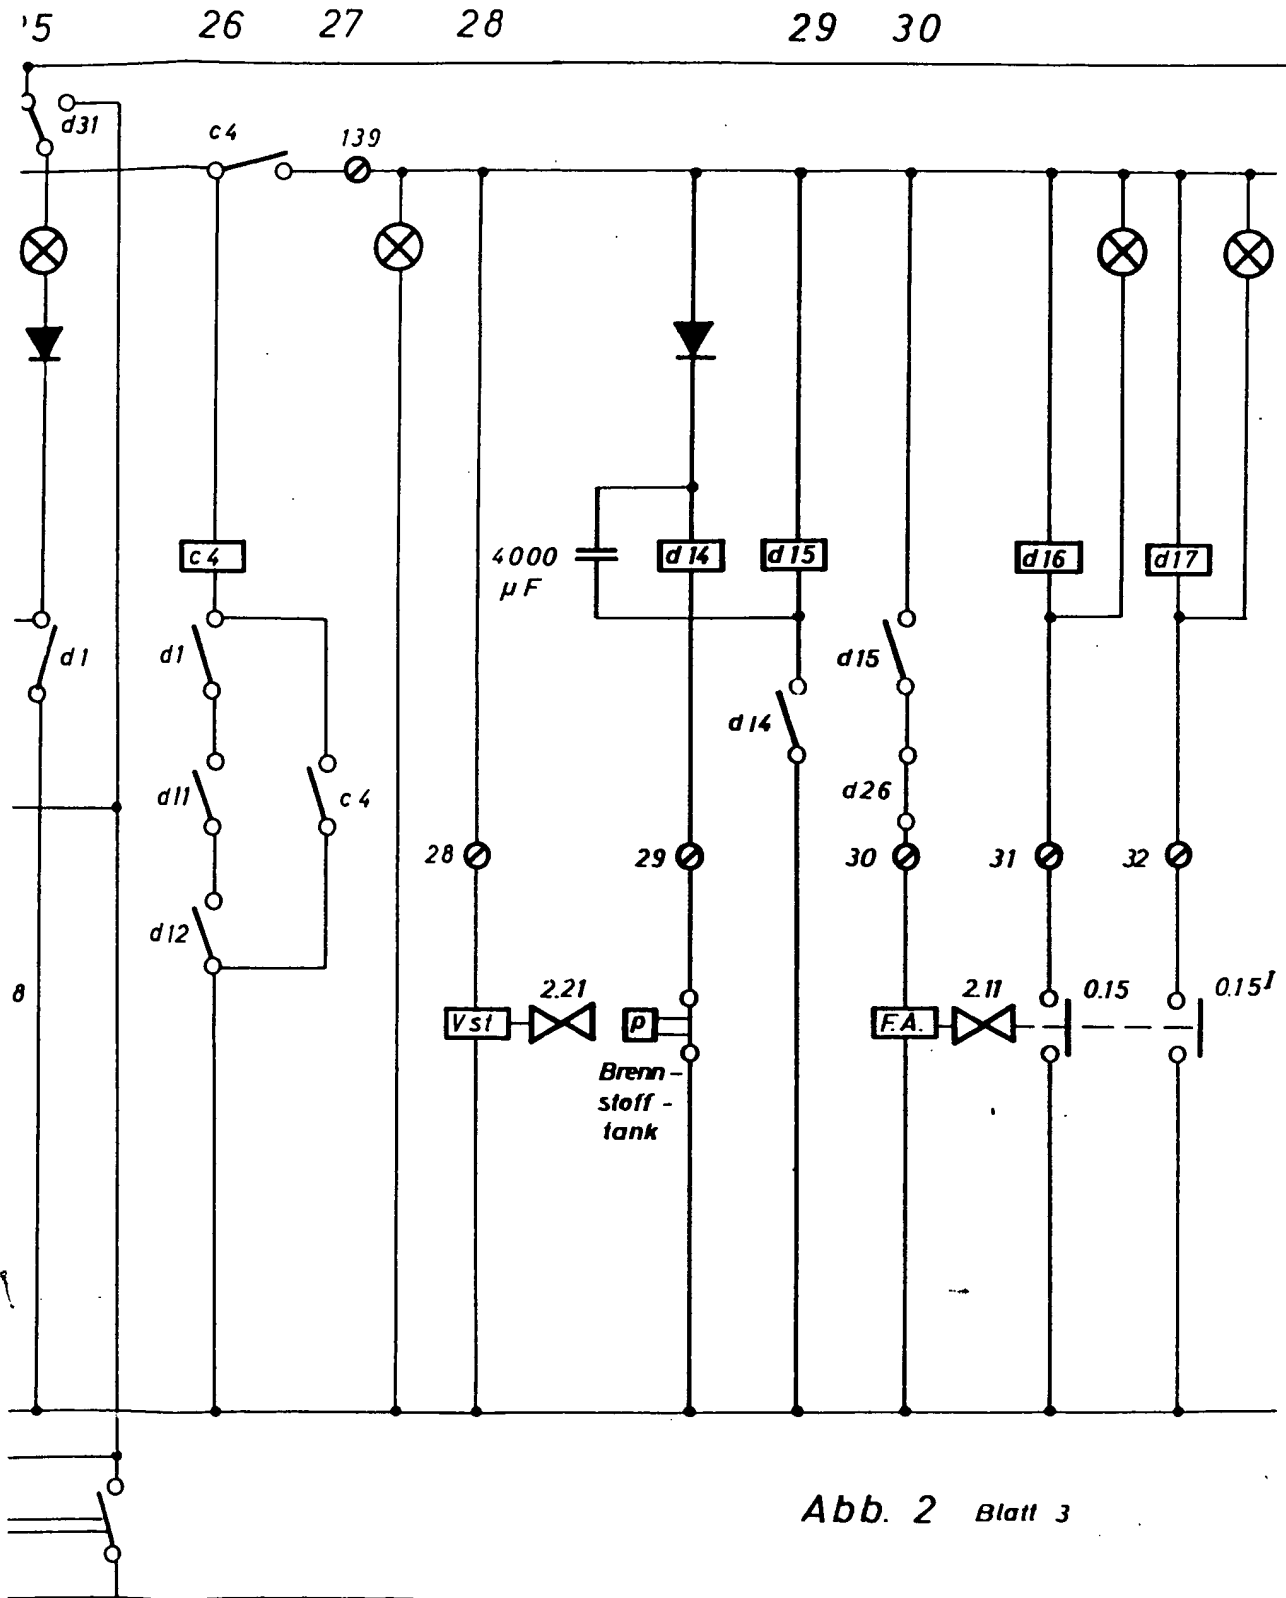 '5 26 27 28 29 30
d31
c4 139
c4
4000
µF
d14 d15 d16 d17
d1 d1 d15
d14
d11 c4 d26
28 29 30 31 32
d12
8 Vst 2.21 P F.A. 2.11 0.15 0.15I
Brenn-
stoff-
tank
Abb. 2 Blatt 3